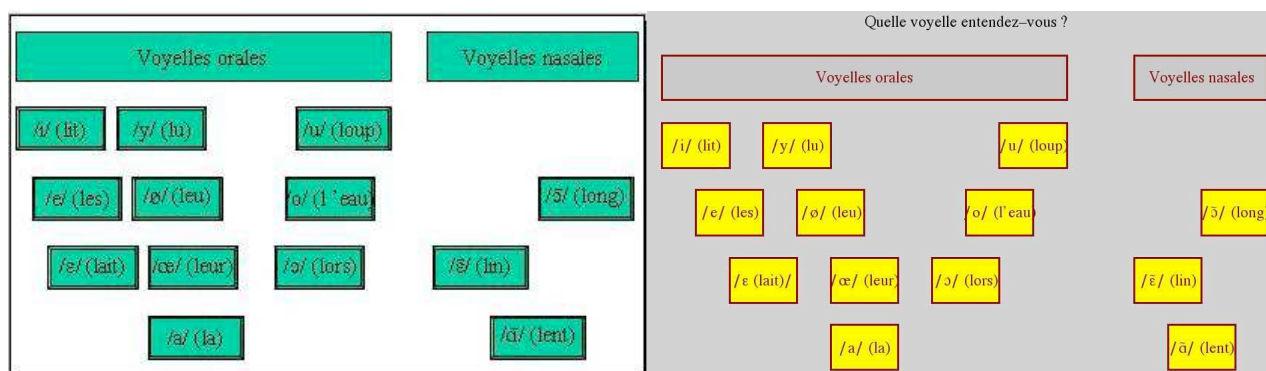 Voyelles orales Voyelles nasales
/i/ (lit) /y/ (lu) /u/ (loup)
/e/ (les) /ø/ (leu) /o/ (l'eau) /ɔ̃/ (long)
/ɛ/ (lait) /œ/ (leur) /ɔ/ (lors) /ɛ̃/ (lin)
/a/ (la) /ɑ̃/ (lent)
Quelle voyelle entendez–vous ?
Voyelles orales Voyelles nasales
/i/ (lit) /y/ (lu) /u/ (loup)
/e/ (les) /ø/ (leu) /o/ (l'eau) /ɔ̃/ (long
/ɛ (lait)/ /œ/ (leur) /ɔ/ (lors) /ɛ̃/ (lin)
/a/ (la) /ɑ̃/ (lent)